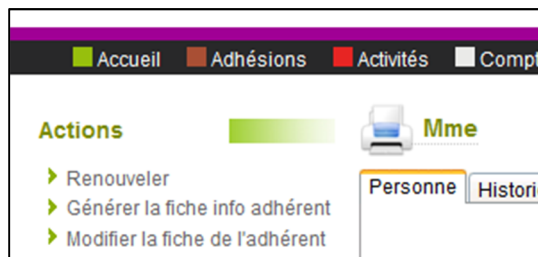 Accueil Adhésions Activités
Actions
Mme
Renouveler
Générer la fiche info adhérent
Modifier la fiche de l'adhérent
Personne